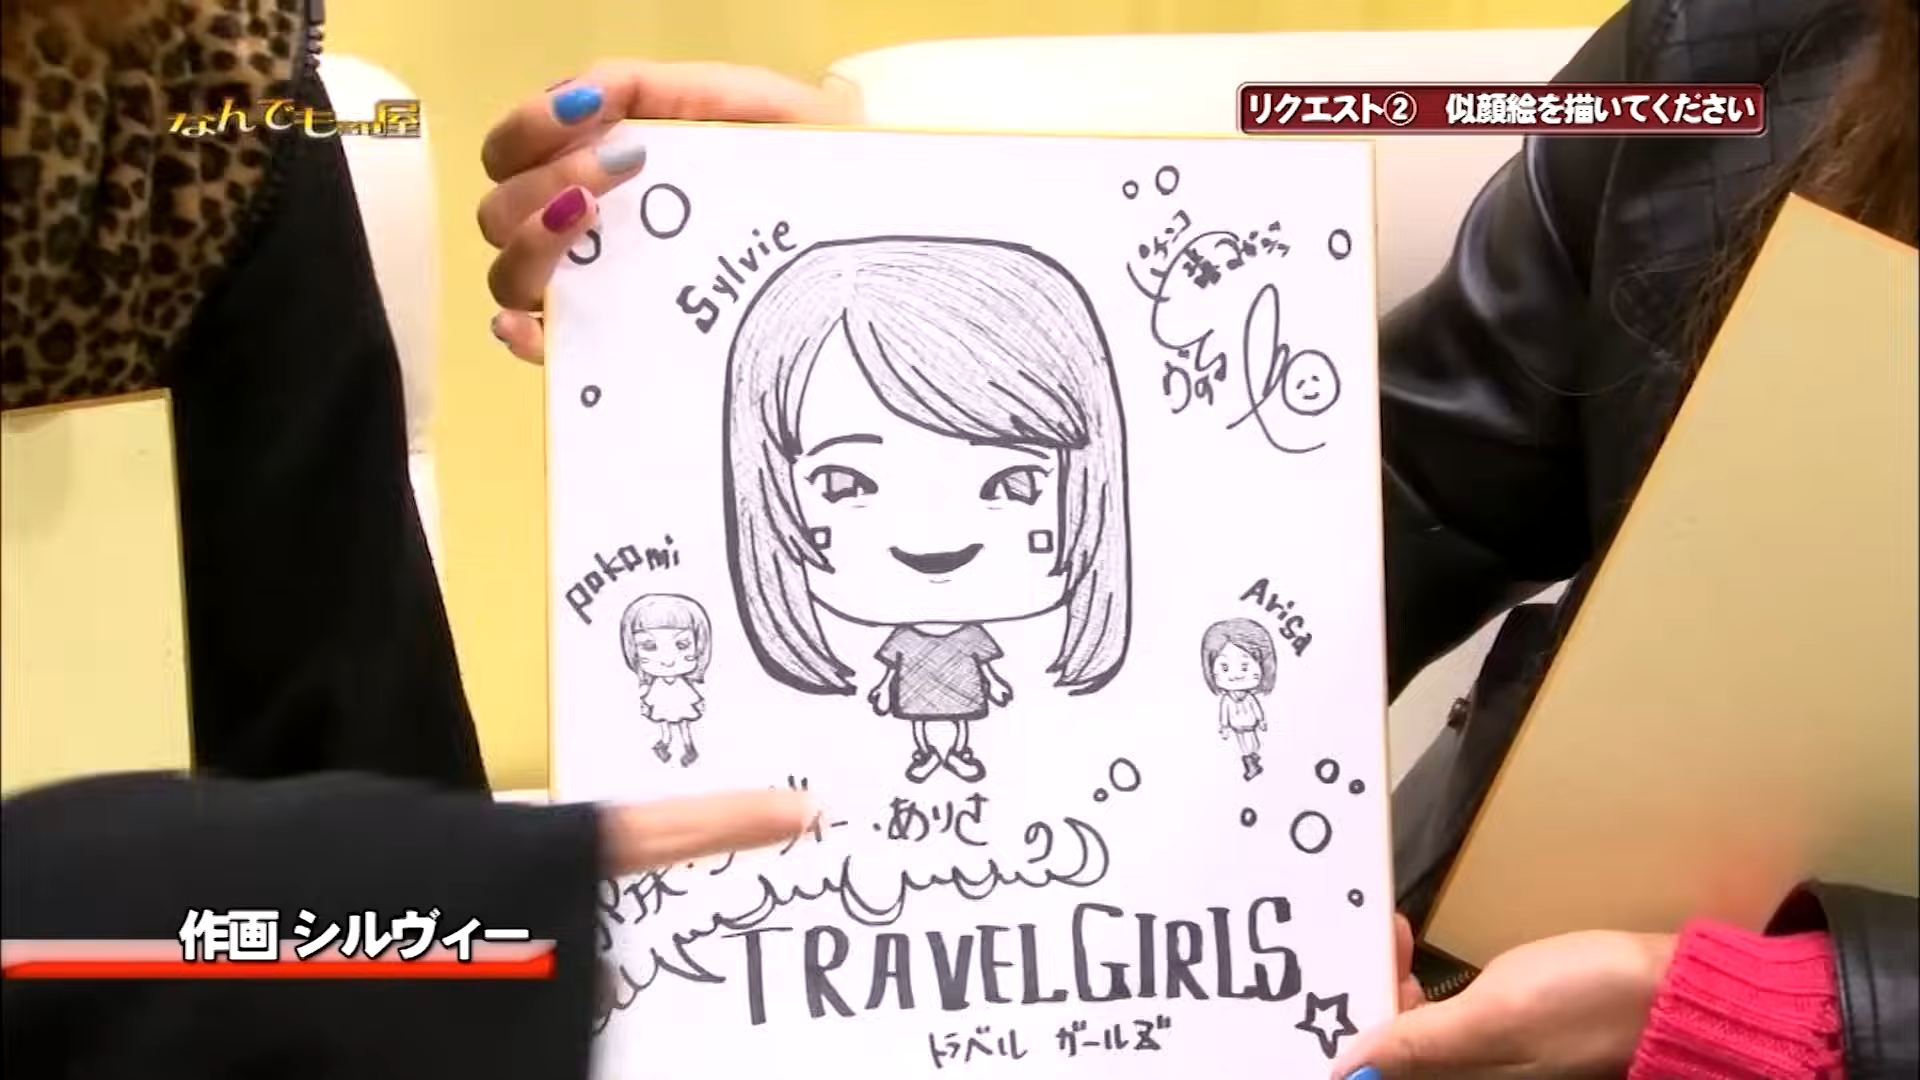 なんでも屋
リクエスト② 似顔絵を描いてください
Sylvie
pokomi
Arisa
・ありさ
の
TRAVELGIRLS
トラベル ガールズ
作画 シルヴィー